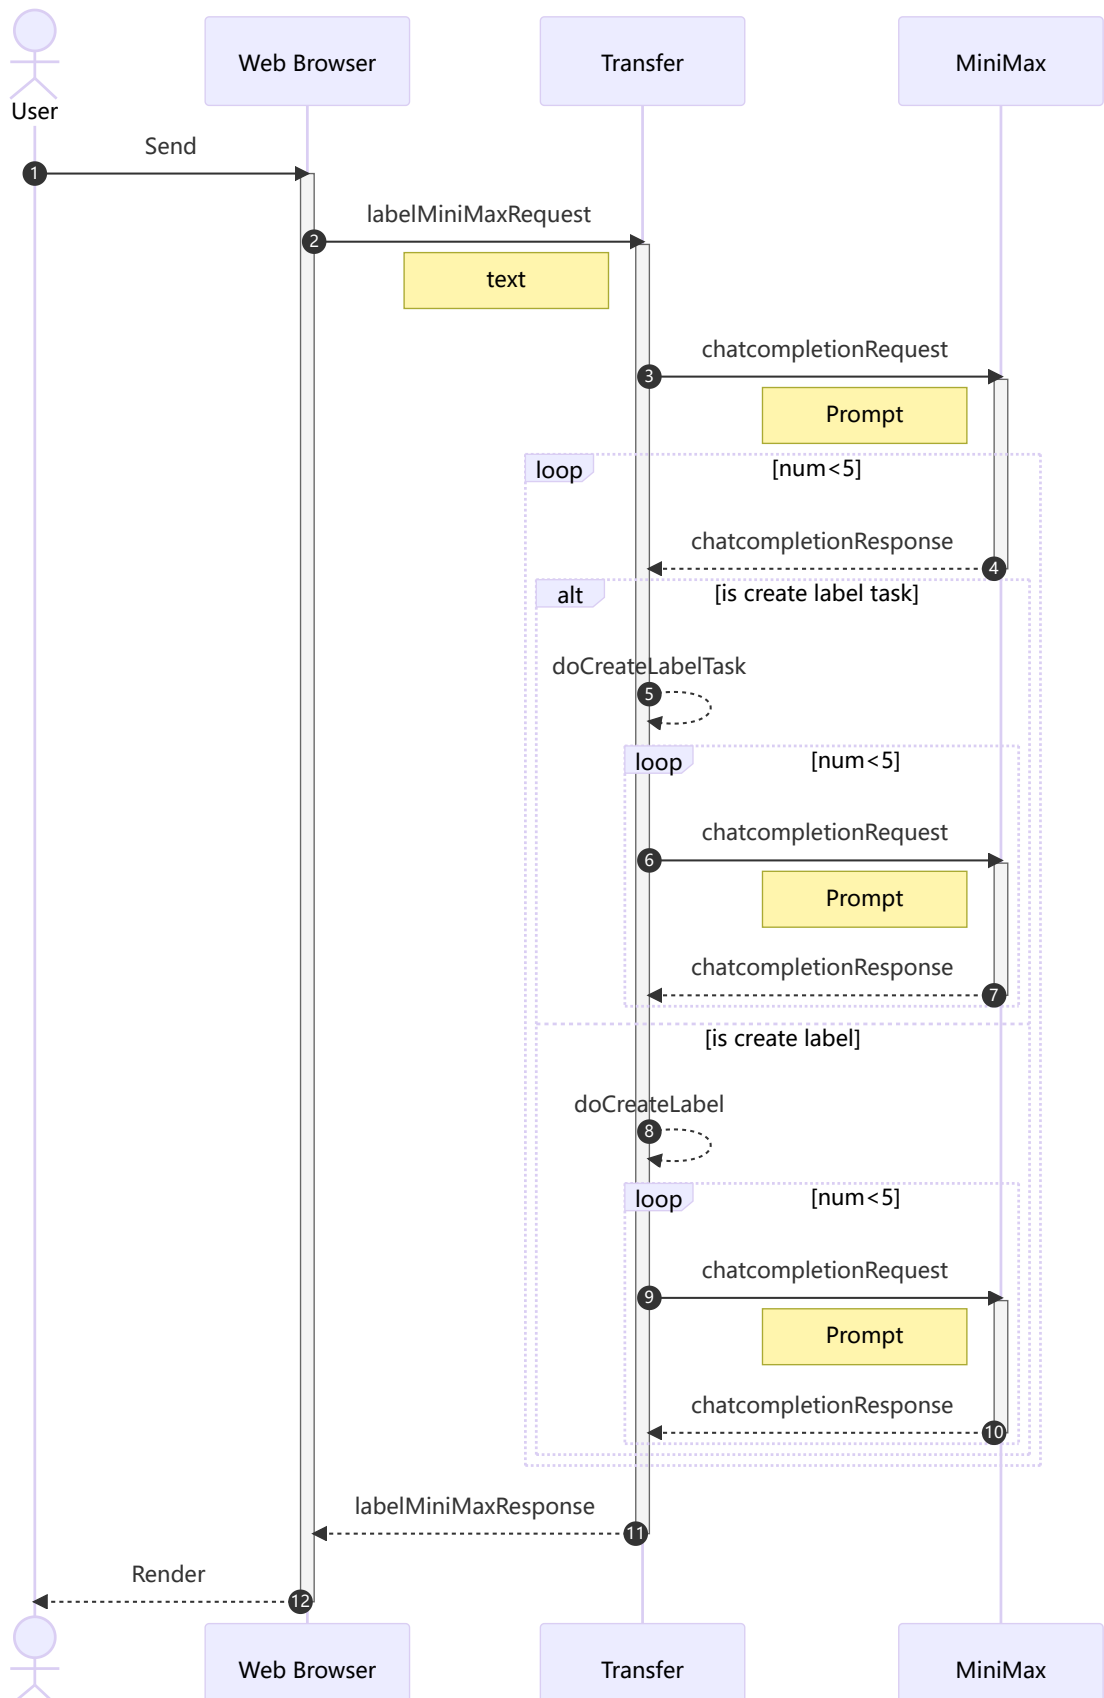 Web Browser
Transfer
MiniMax
User
Send
1
labelMiniMaxRequest
2
text
chatcompletionRequest
3
Prompt
loop
[num<5]
chatcompletionResponse
4
alt
[is create label task]
doCreateLabelTask
5
loop
[num<5]
chatcompletionRequest
6
Prompt
chatcompletionResponse
7
[is create label]
doCreateLabel
8
loop
[num<5]
chatcompletionRequest
9
Prompt
chatcompletionResponse
10
labelMiniMaxResponse
11
Render
12
Web Browser
Transfer
MiniMax